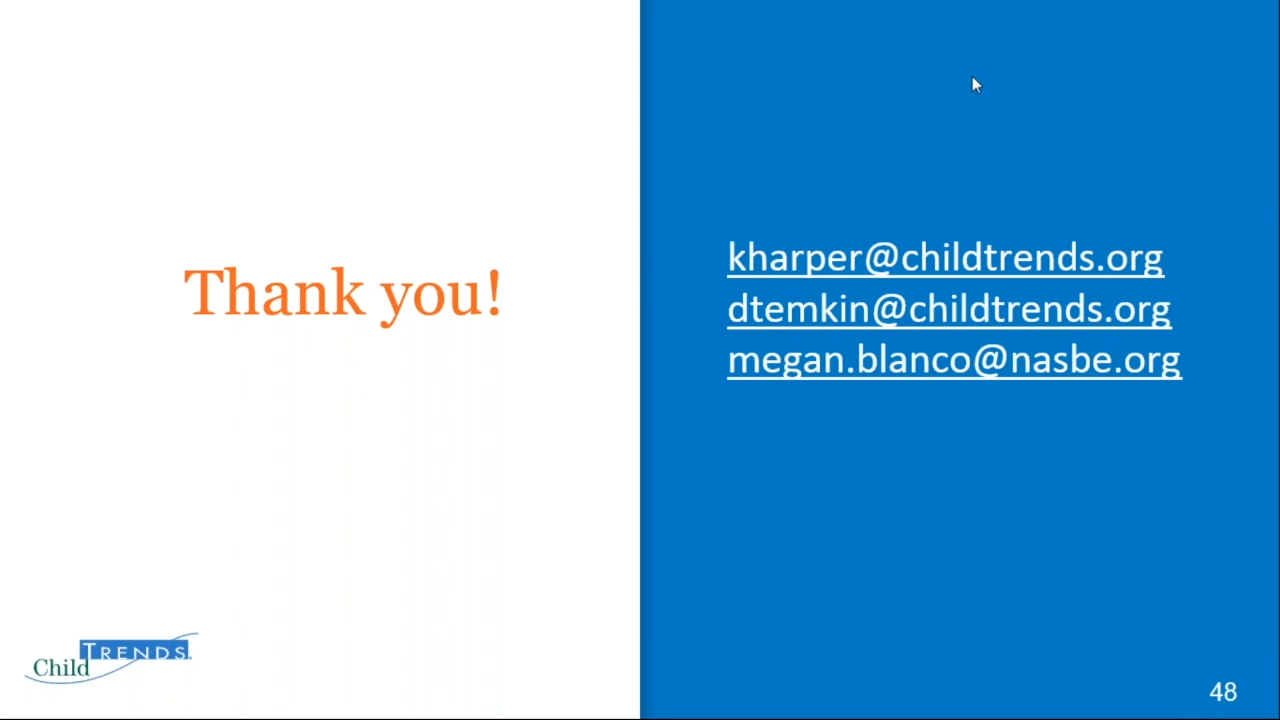 Thank you!
kharper@childtrends.org
dtemkin@childtrends.org
megan.blanco@nasbe.org
Child TRENDS
48